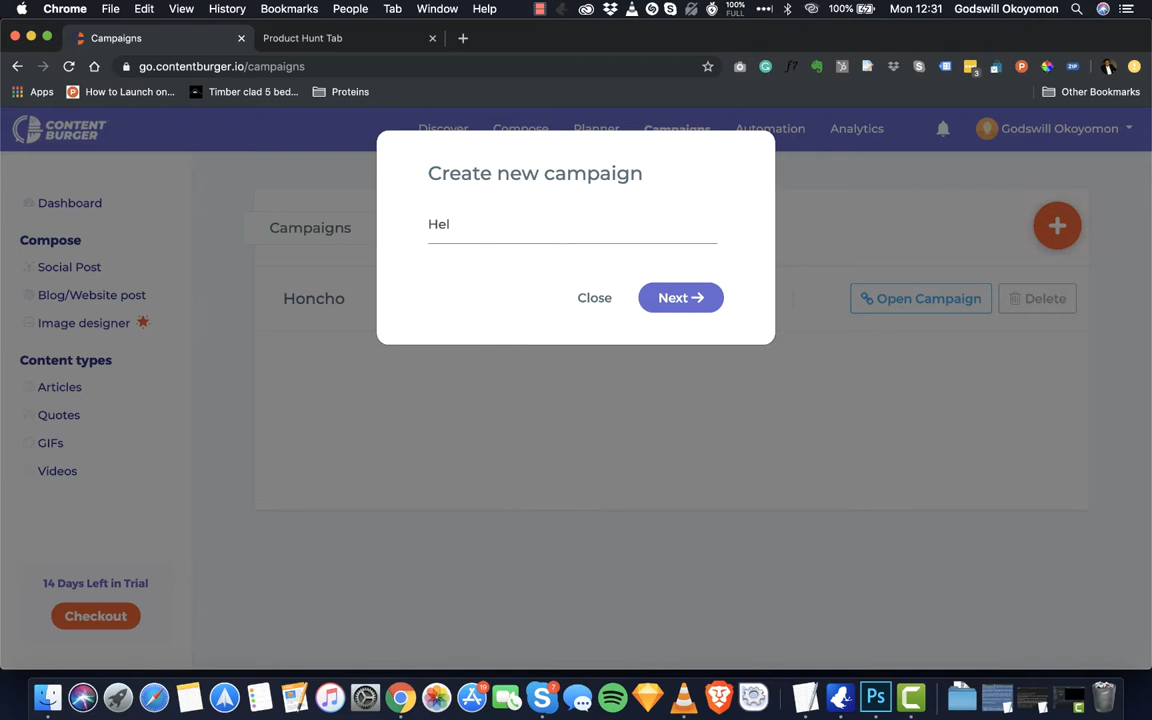 Chrome File Edit View History Bookmarks People Tab Window Help 100% FULL 100% Mon 12:31 Godswill Okoyomon
Campaigns Product Hunt Tab
go.contentburger.io/campaigns
Apps How to Launch on... Timber clad 5 bed... Proteins Other Bookmarks
CONTENT BURGER Discover Compose Planner Campaigns Automation Analytics Godswill Okoyomon
Create new campaign
Hel
Close Next
Dashboard
Compose
Social Post
Blog/Website post
Image designer
Content types
Articles
Quotes
GIFs
Videos
14 Days Left in Trial
Checkout
Campaigns
Honcho Open Campaign Delete